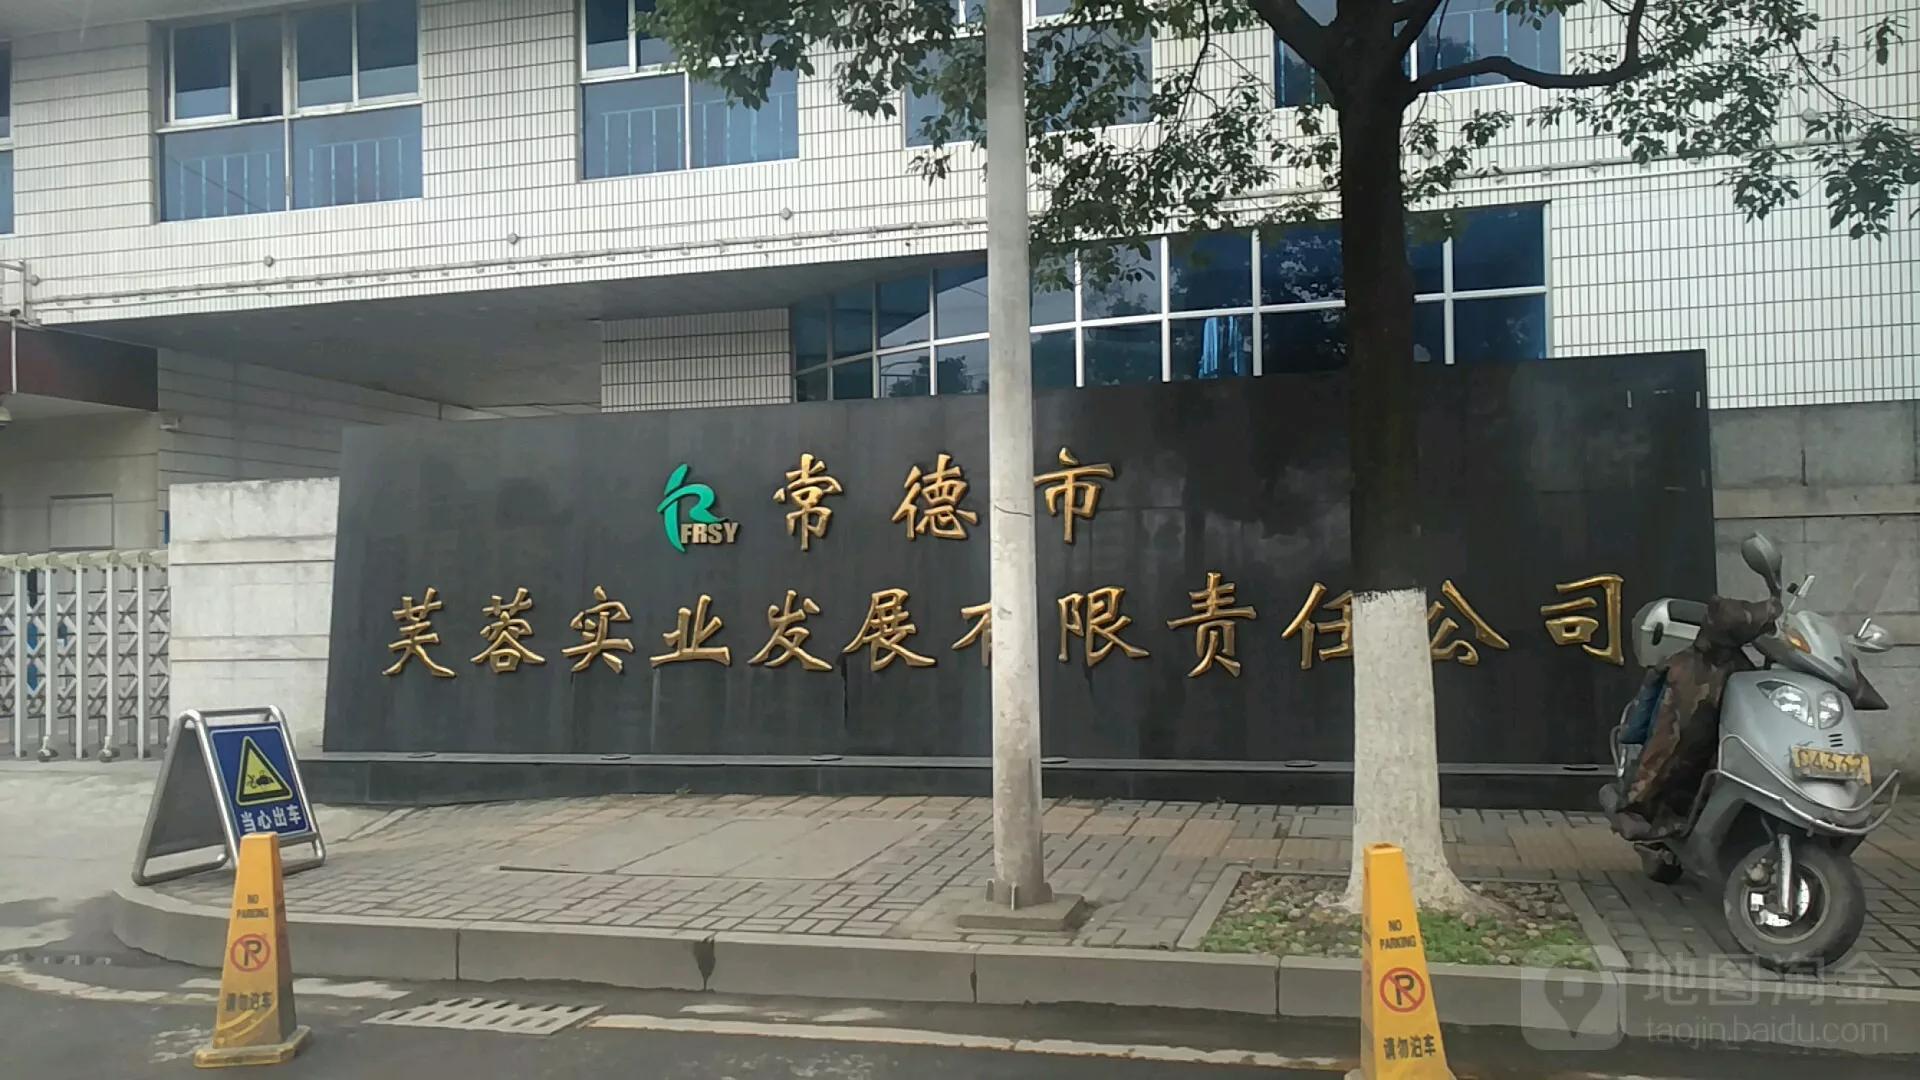 FRSY 常德市
芙蓉实业发展有限责任公司
当心出车
NO
PARKING
请勿泊车
NO
PARKING
请勿泊车
地图淘金
taojin.baidu.com